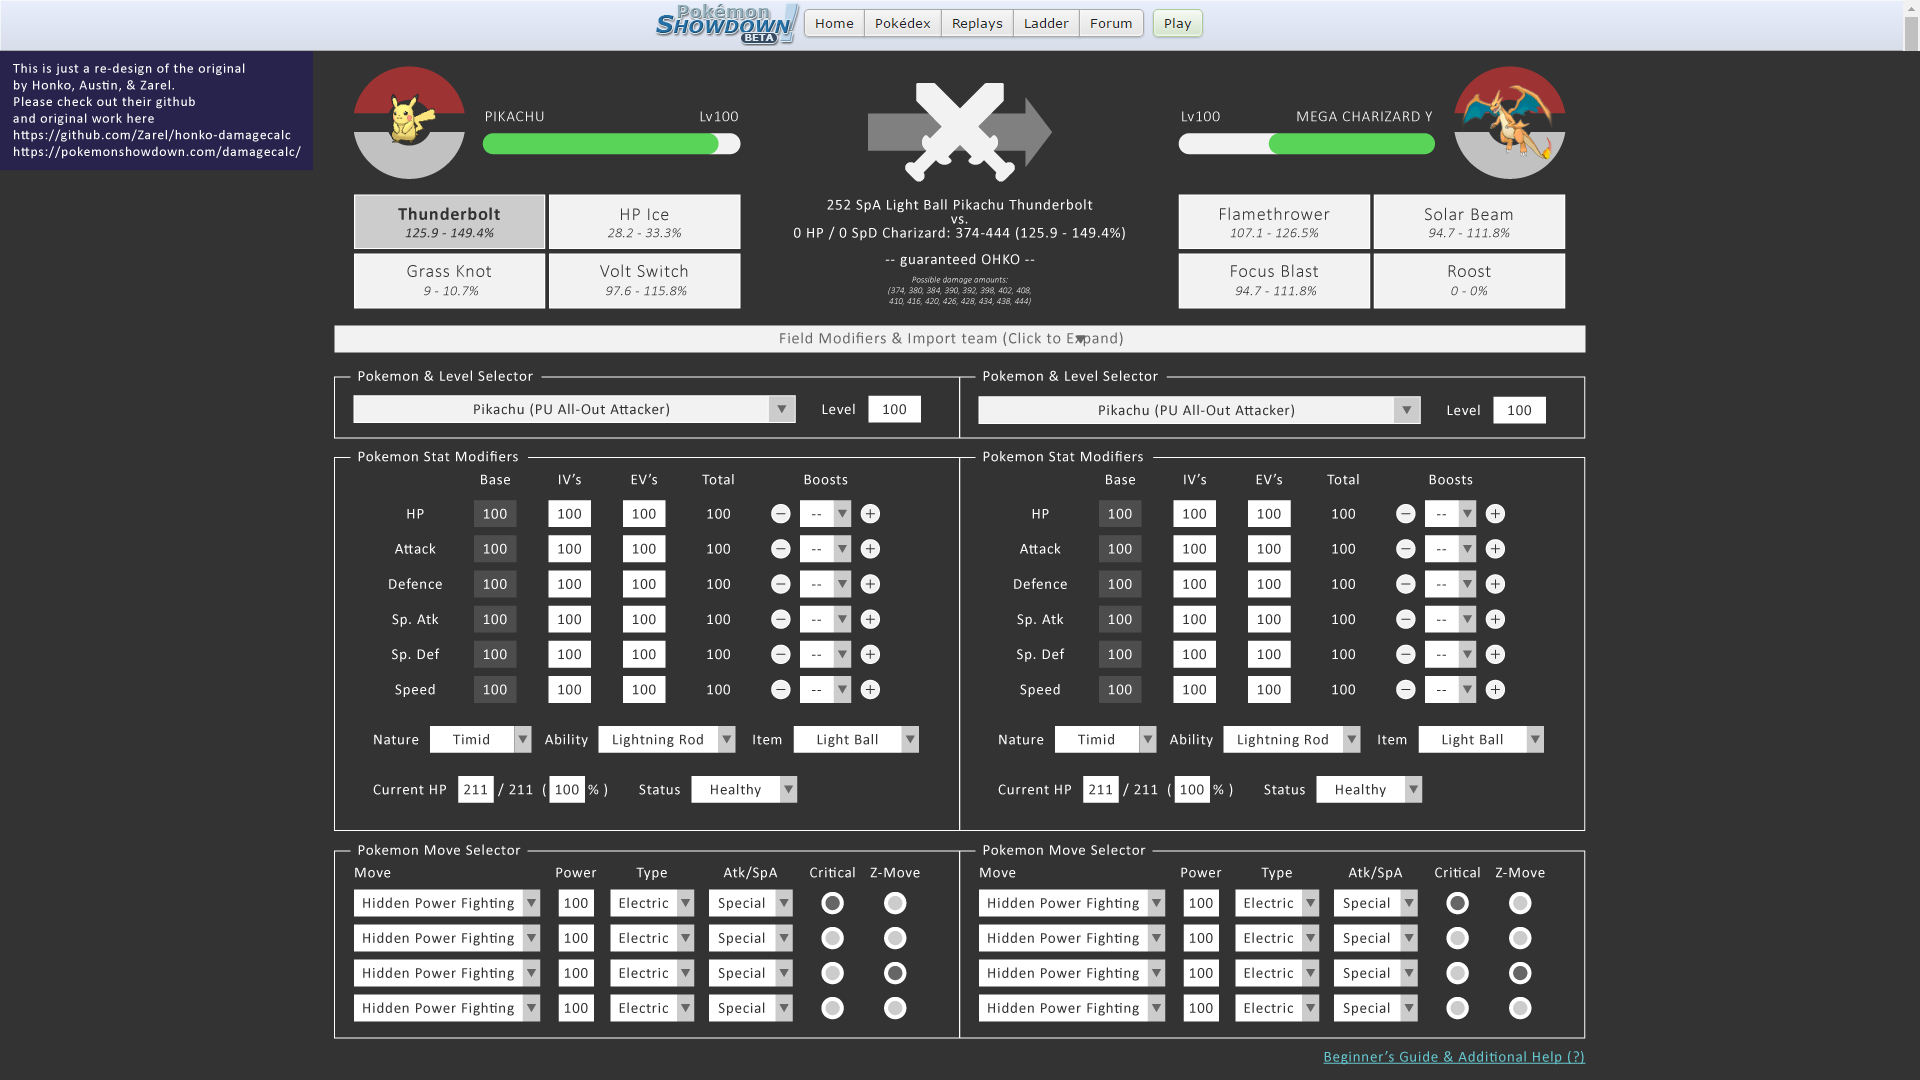 Pokémon
SHOWDOWN!
BETA
Home Pokédex Replays Ladder Forum Play
This is just a re-design of the original
by Honko, Austin, & Zarel.
Please check out their github
and original work here
https://github.com/Zarel/honko-damagecalc
https://pokemonshowdown.com/damagecalc/
PIKACHU Lv100
Lv100 MEGA CHARIZARD Y
Thunderbolt
125.9 - 149.4%
HP Ice
28.2 - 33.3%
Grass Knot
9 - 10.7%
Volt Switch
97.6 - 115.8%
252 SpA Light Ball Pikachu Thunderbolt
vs.
0 HP / 0 SpD Charizard: 374-444 (125.9 - 149.4%)
-- guaranteed OHKO --
Possible damage amounts:
(374, 380, 384, 390, 392, 398, 402, 408,
410, 416, 420, 426, 428, 434, 438, 444)
Flamethrower
107.1 - 126.5%
Solar Beam
94.7 - 111.8%
Focus Blast
94.7 - 111.8%
Roost
0 - 0%
Field Modifiers & Import team (Click to Expand)
Pokemon & Level Selector
Pikachu (PU All-Out Attacker) Level 100
Pokemon Stat Modifiers
Base IV's EV's Total Boosts
HP 100 100 100 100 -- 
Attack 100 100 100 100 --
Defence 100 100 100 100 --
Sp. Atk 100 100 100 100 --
Sp. Def 100 100 100 100 --
Speed 100 100 100 100 --
Nature Timid Ability Lightning Rod Item Light Ball
Current HP 211 / 211 ( 100 % ) Status Healthy
Pokemon Move Selector
Move Power Type Atk/SpA Critical Z-Move
Hidden Power Fighting 100 Electric Special
Hidden Power Fighting 100 Electric Special
Hidden Power Fighting 100 Electric Special
Hidden Power Fighting 100 Electric Special
Pokemon & Level Selector
Pikachu (PU All-Out Attacker) Level 100
Pokemon Stat Modifiers
Base IV's EV's Total Boosts
HP 100 100 100 100 --
Attack 100 100 100 100 --
Defence 100 100 100 100 --
Sp. Atk 100 100 100 100 --
Sp. Def 100 100 100 100 --
Speed 100 100 100 100 --
Nature Timid Ability Lightning Rod Item Light Ball
Current HP 211 / 211 ( 100 % ) Status Healthy
Pokemon Move Selector
Move Power Type Atk/SpA Critical Z-Move
Hidden Power Fighting 100 Electric Special
Hidden Power Fighting 100 Electric Special
Hidden Power Fighting 100 Electric Special
Hidden Power Fighting 100 Electric Special
Beginner's Guide & Additional Help (?)